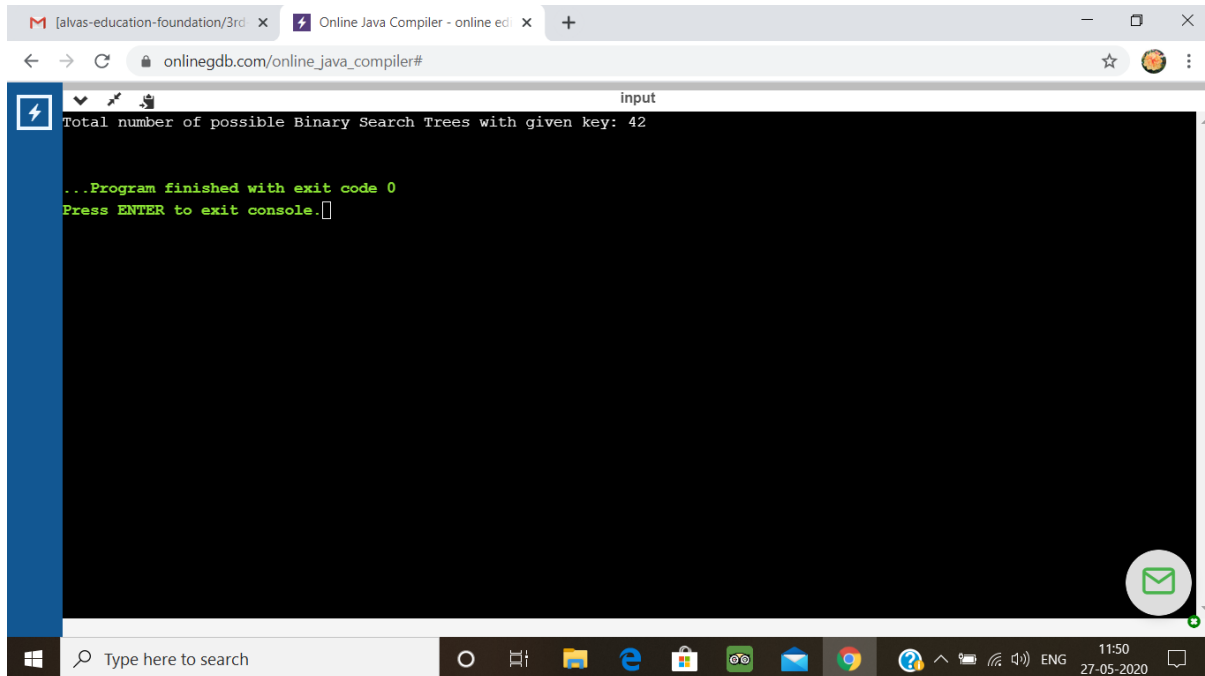 [alvas-education-foundation/3rd
Online Java Compiler - online edi
onlinegdb.com/online_java_compiler#
input
Total number of possible Binary Search Trees with given key: 42
...Program finished with exit code 0
Press ENTER to exit console.
Type here to search
ENG
11:50
27-05-2020